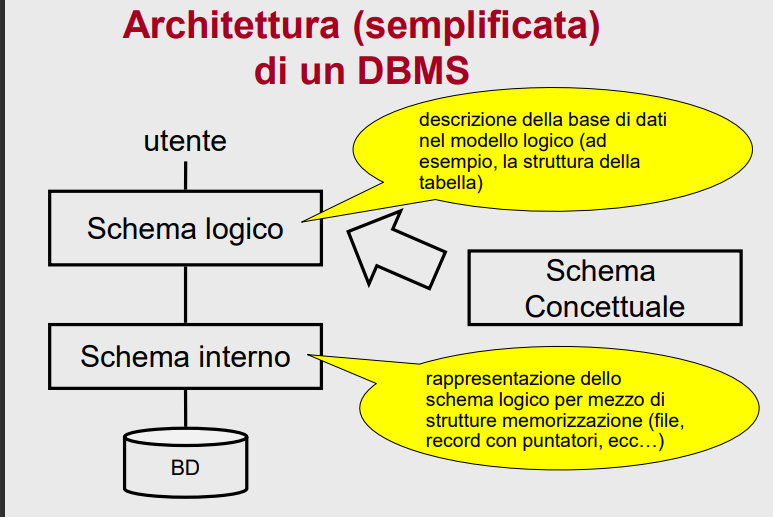 Architettura (semplificata)
di un DBMS
utente
descrizione della base di dati
nel modello logico (ad
esempio, la struttura della
tabella)
Schema logico
Schema
Concettuale
Schema interno
rappresentazione dello
schema logico per mezzo di
strutture memorizzazione (file,
record con puntatori, ecc…)
BD